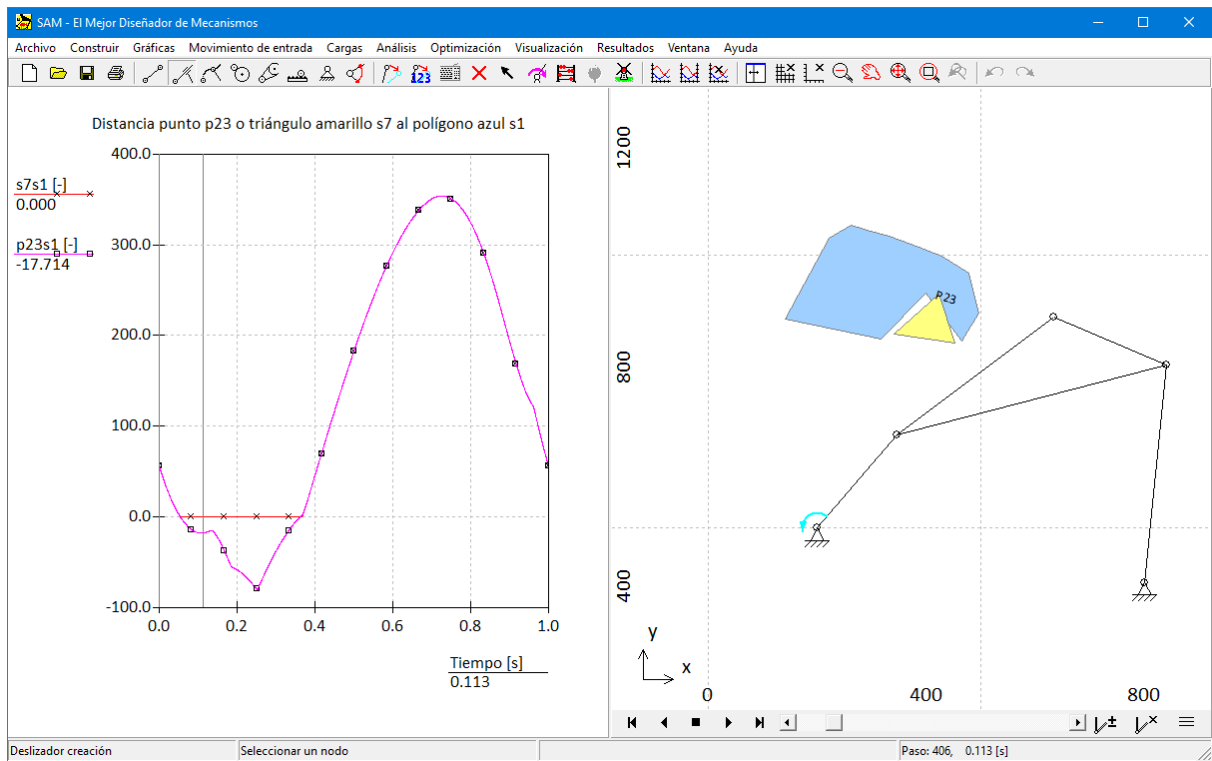 SAM - El Mejor Diseñador de Mecanismos
Archivo Construir Gráficas Movimiento de entrada Cargas Análisis Optimización Visualización Resultados Ventana Ayuda
123
Distancia punto p23 o triángulo amarillo s7 al polígono azul s1
s7s1 [-]
0.000
p23s1 [-]
-17.714
400.0
300.0
200.0
100.0
0.0
-100.0
0.0 0.2 0.4 0.6 0.8 1.0
Tiempo [s]
0.113
1200
800
400
P23
y
x
0 400 800
Deslizador creación
Seleccionar un nodo
Paso: 406, 0.113 [s]